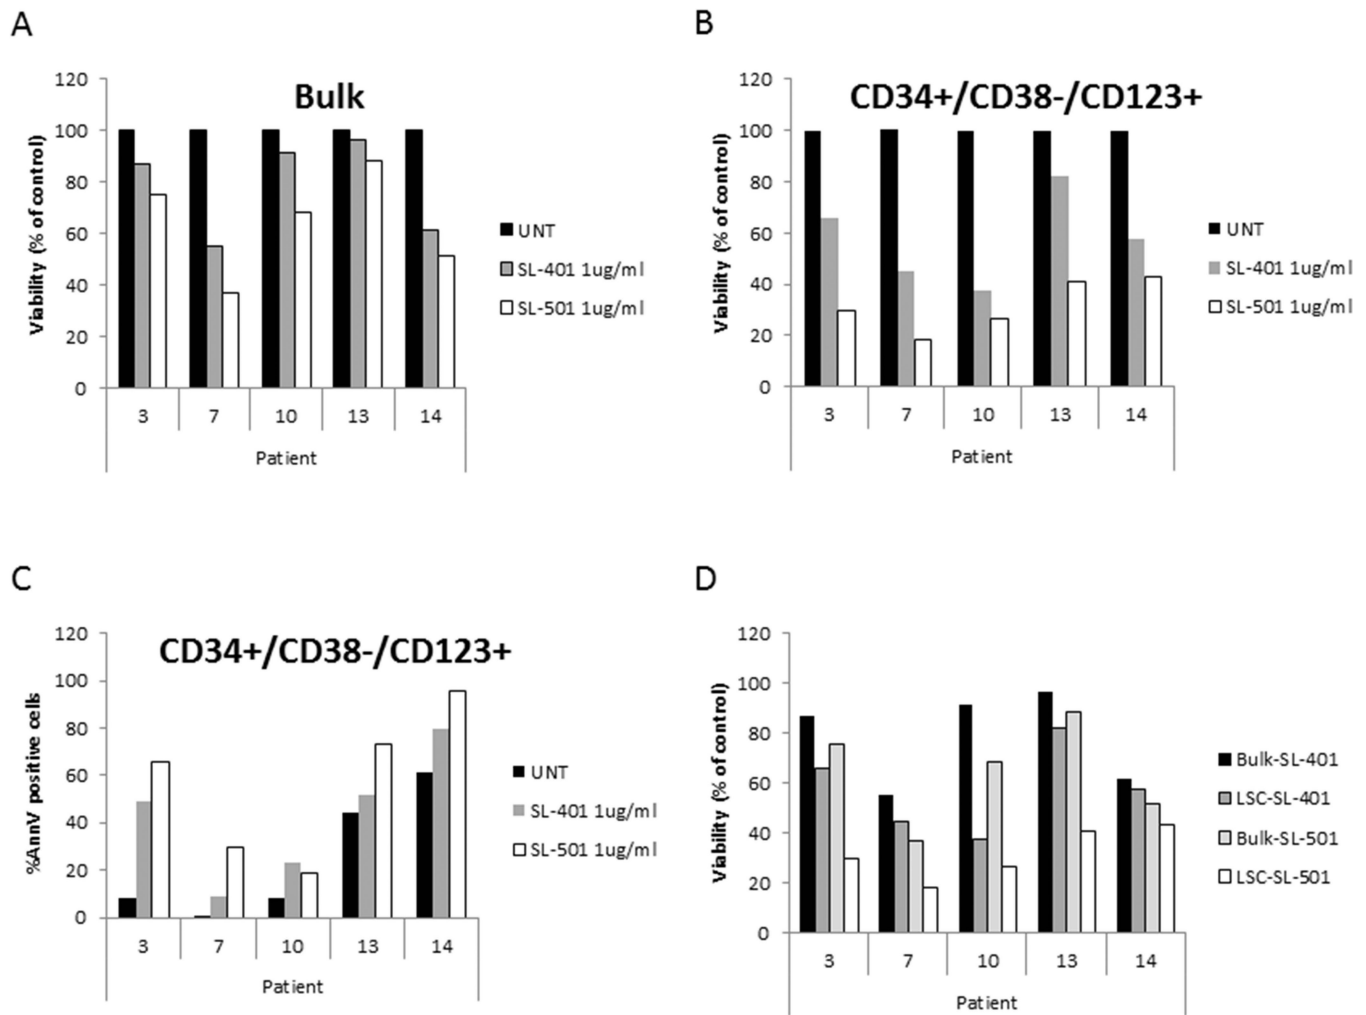 A
Bulk
Viability (% of control)
120
100
80
60
40
20
0
3 7 10 13 14
Patient
UNT
SL-401 1ug/ml
SL-501 1ug/ml
B
CD34+/CD38-/CD123+
Viability (% of control)
120
100
80
60
40
20
0
3 7 10 13 14
Patient
UNT
SL-401 1ug/ml
SL-501 1ug/ml
C
CD34+/CD38-/CD123+
%AnnV positive cells
120
100
80
60
40
20
0
3 7 10 13 14
Patient
UNT
SL-401 1ug/ml
SL-501 1ug/ml
D
Viability (% of control)
120
100
80
60
40
20
0
3 7 10 13 14
Patient
Bulk-SL-401
LSC-SL-401
Bulk-SL-501
LSC-SL-501